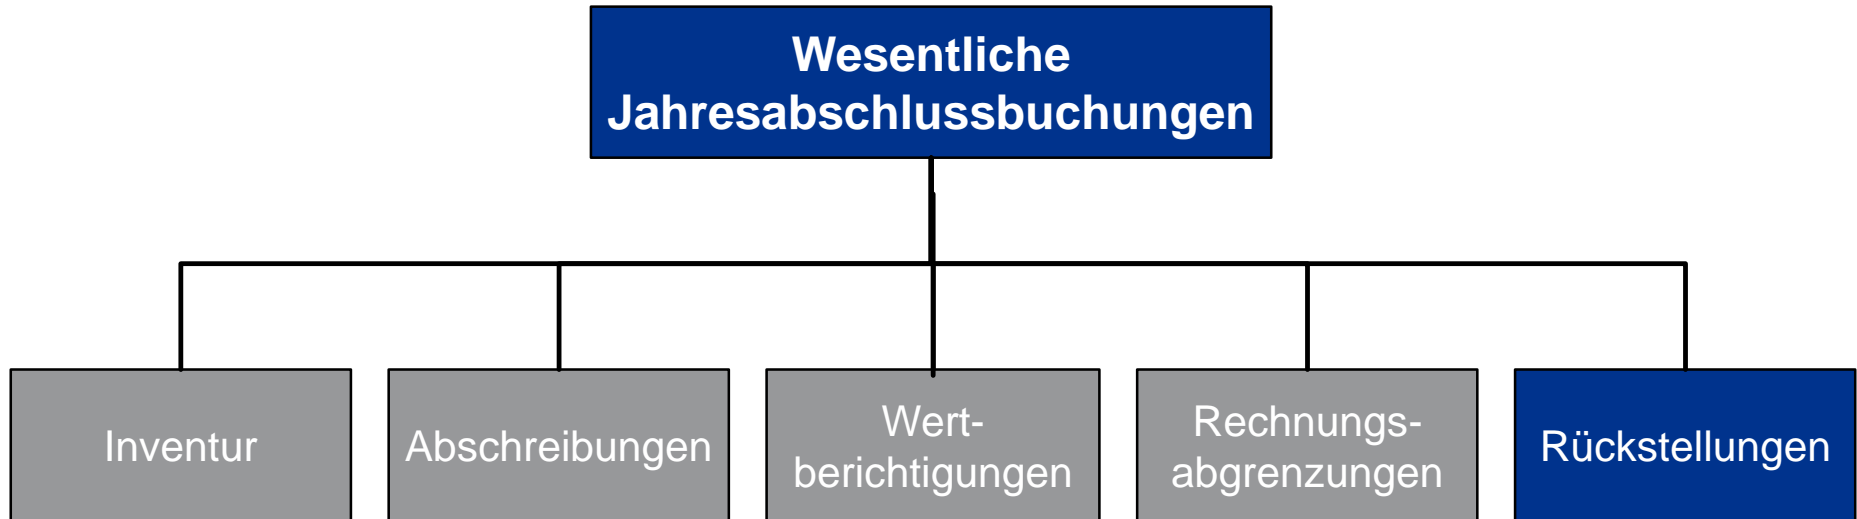 Wesentliche
Jahresabschlussbuchungen
Inventur
Abschreibungen
Wert-
berichtigungen
Rechnungs-
abgrenzungen
Rückstellungen